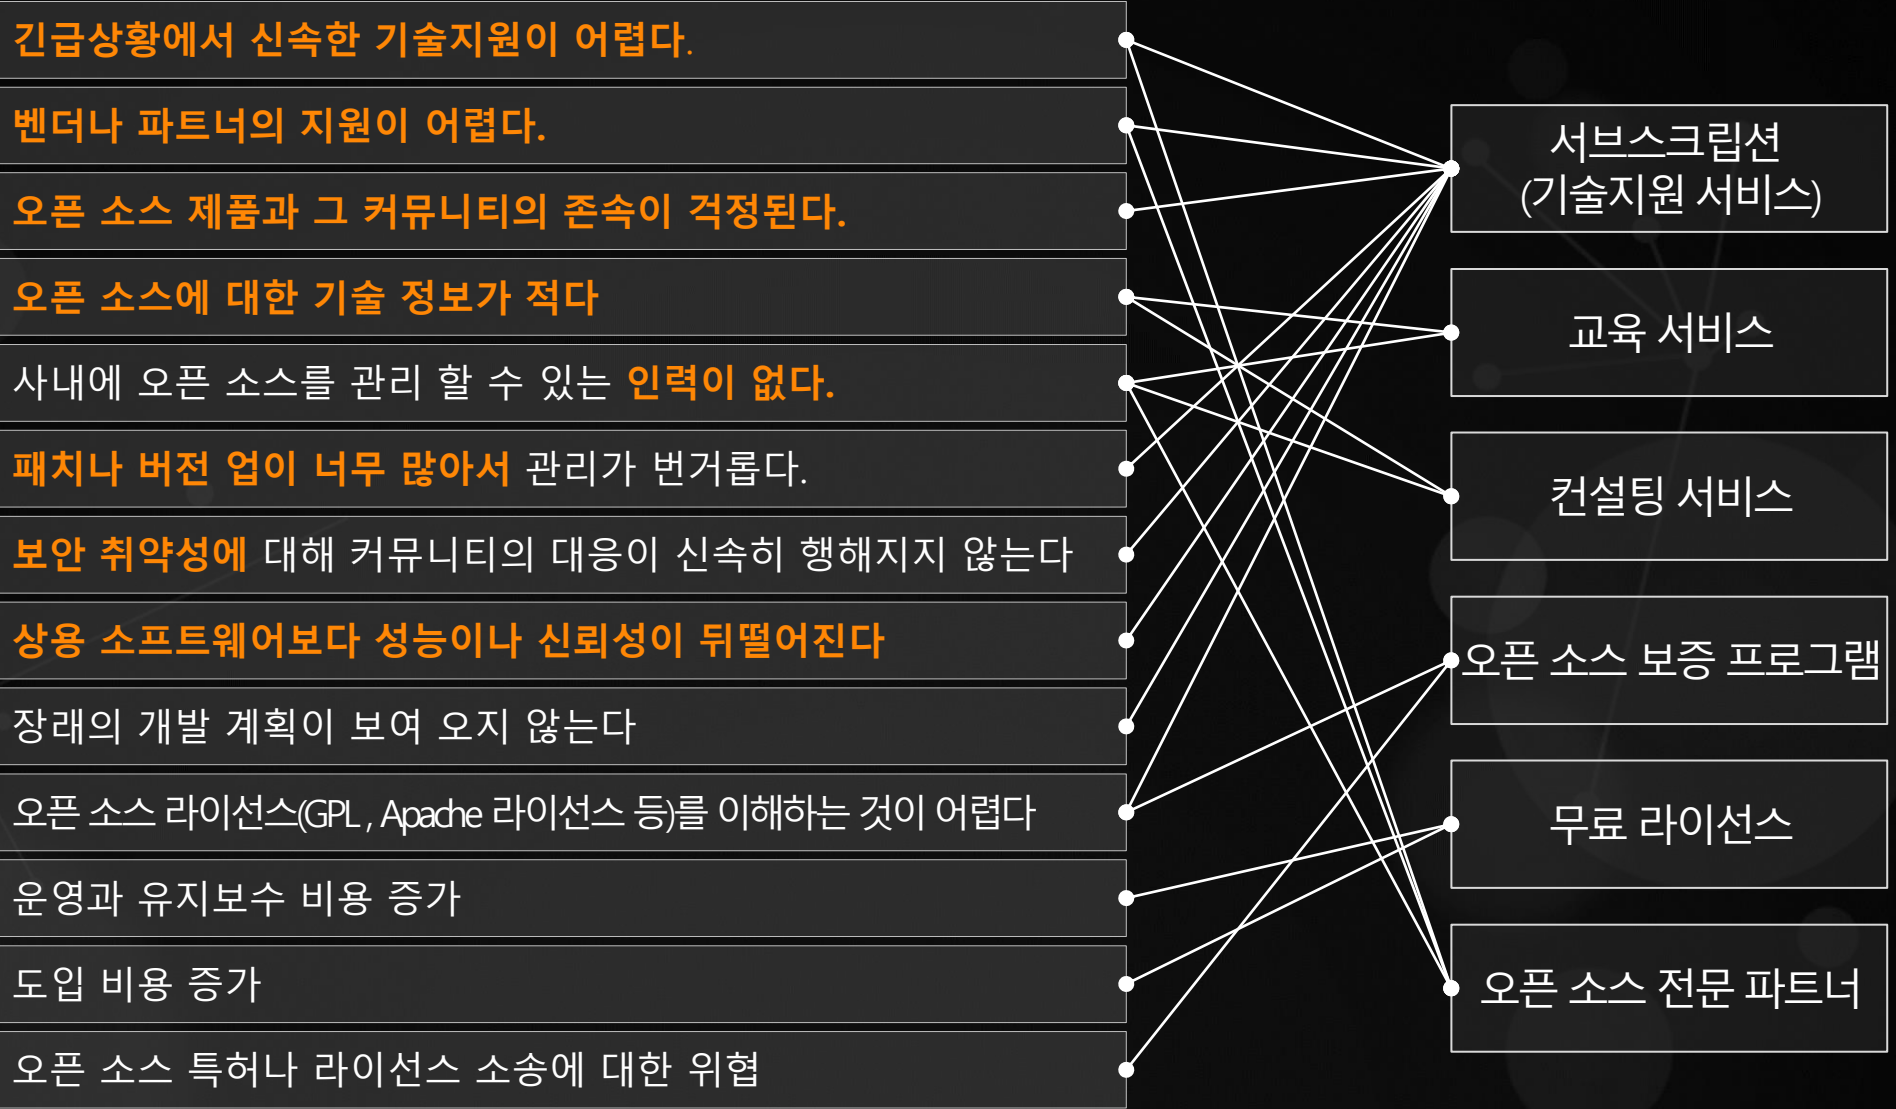 긴급상황에서 신속한 기술지원이 어렵다.
벤더나 파트너의 지원이 어렵다.
오픈 소스 제품과 그 커뮤니티의 존속이 걱정된다.
오픈 소스에 대한 기술 정보가 적다
사내에 오픈 소스를 관리 할 수 있는 인력이 없다.
패치나 버전 업이 너무 많아서 관리가 번거롭다.
보안 취약성에 대해 커뮤니티의 대응이 신속히 행해지지 않는다
상용 소프트웨어보다 성능이나 신뢰성이 뒤떨어진다
장래의 개발 계획이 보여 오지 않는다
오픈 소스 라이선스(GPL , Apache 라이선스 등)를 이해하는 것이 어렵다
운영과 유지보수 비용 증가
도입 비용 증가
오픈 소스 특허나 라이선스 소송에 대한 위협
서브스크립션
(기술지원 서비스)
교육 서비스
컨설팅 서비스
오픈 소스 보증 프로그램
무료 라이선스
오픈 소스 전문 파트너